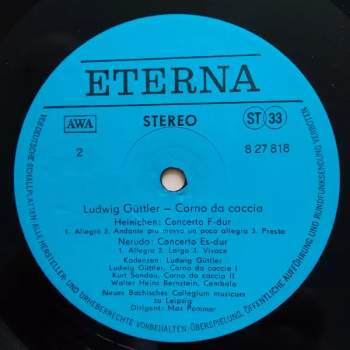 ETERNA
AWA
STEREO
ST 33
2
8 27 818
Ludwig Güttler – Corno da caccia
Heinichen: Concerto F-dur
1. Allegro 2. Andante più mosso un poco allegro 3. Presto
Neruda: Concerto Es-dur
1. Allegro 2. Largo 3. Vivace
Kadenzen: Ludwig Güttler
Ludwig Güttler, Corno da caccia I
Kurt Sandau, Corno da caccia II
Walter Heinz Bernstein, Cembalo
Neues Bachisches Collegium musicum
zu Leipzig
Dirigent: Max Pommer
VEB DEUTSCHE SCHALLPLATTEN ALLE HERSTELLER- UND URHEBERRECHTE VORBEHALTEN · ÜBERSPIELUNG, ÖFFENTLICHE AUFFÜHRUNG UND RUNDFUNKSENDUNG VERBOTEN